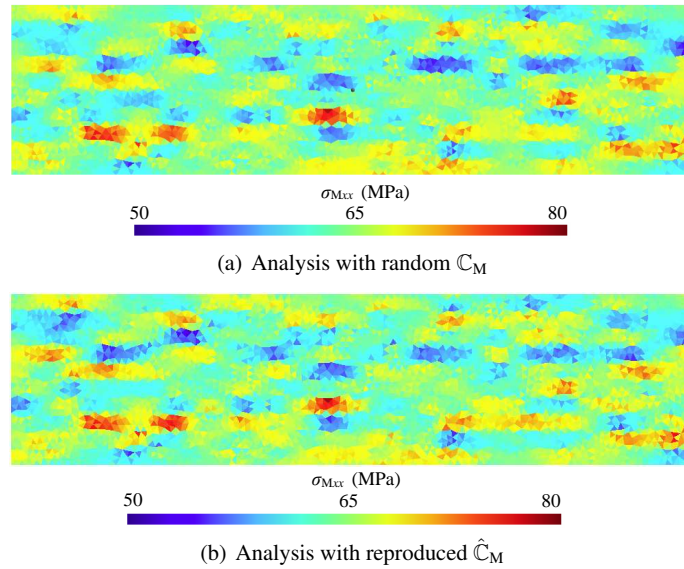 σMxx (MPa)
50 65 80
(a) Analysis with random ℂM
σMxx (MPa)
50 65 80
(b) Analysis with reproduced ℂ̂M